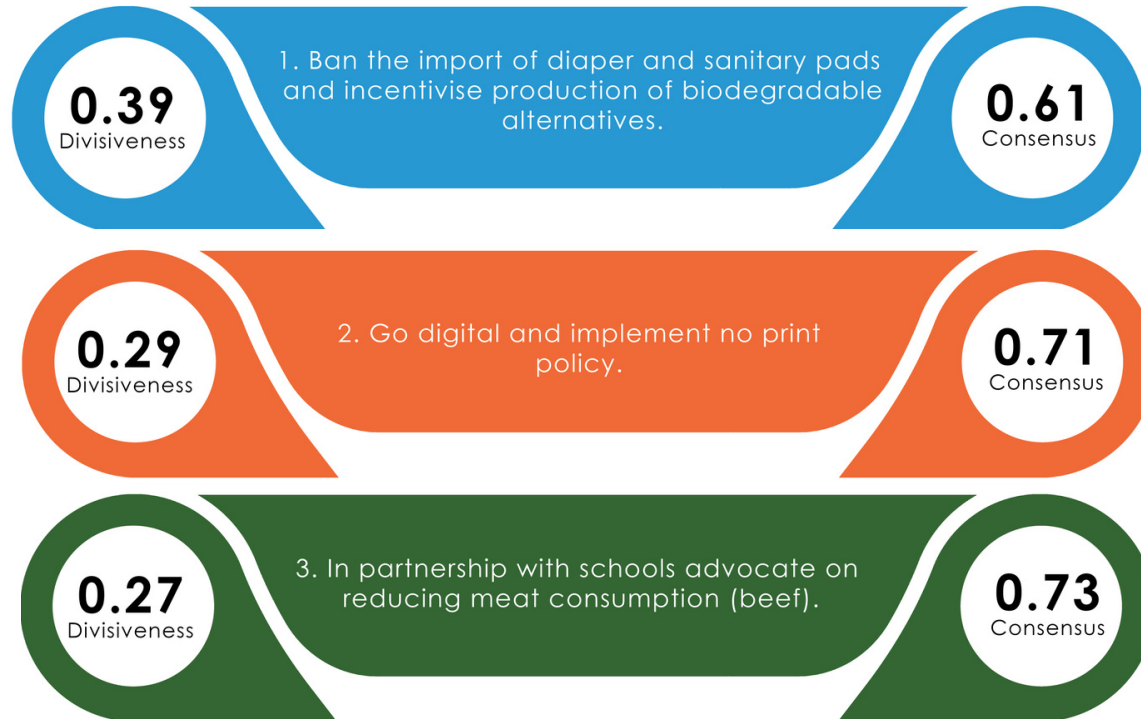 0.39
Divisiveness
1. Ban the import of diaper and sanitary pads
and incentivise production of biodegradable
alternatives.
0.61
Consensus
0.29
Divisiveness
2. Go digital and implement no print
policy.
0.71
Consensus
0.27
Divisiveness
3. In partnership with schools advocate on
reducing meat consumption (beef).
0.73
Consensus